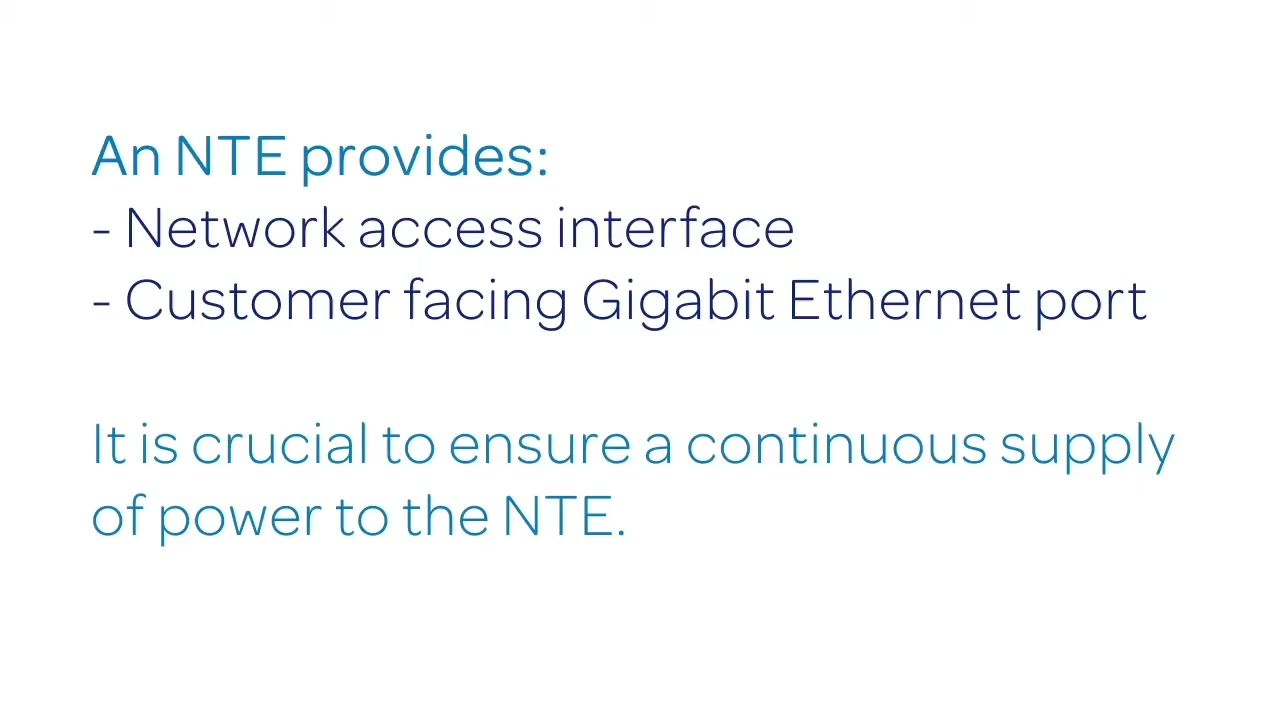 An NTE provides:
- Network access interface
- Customer facing Gigabit Ethernet port
It is crucial to ensure a continuous supply
of power to the NTE.